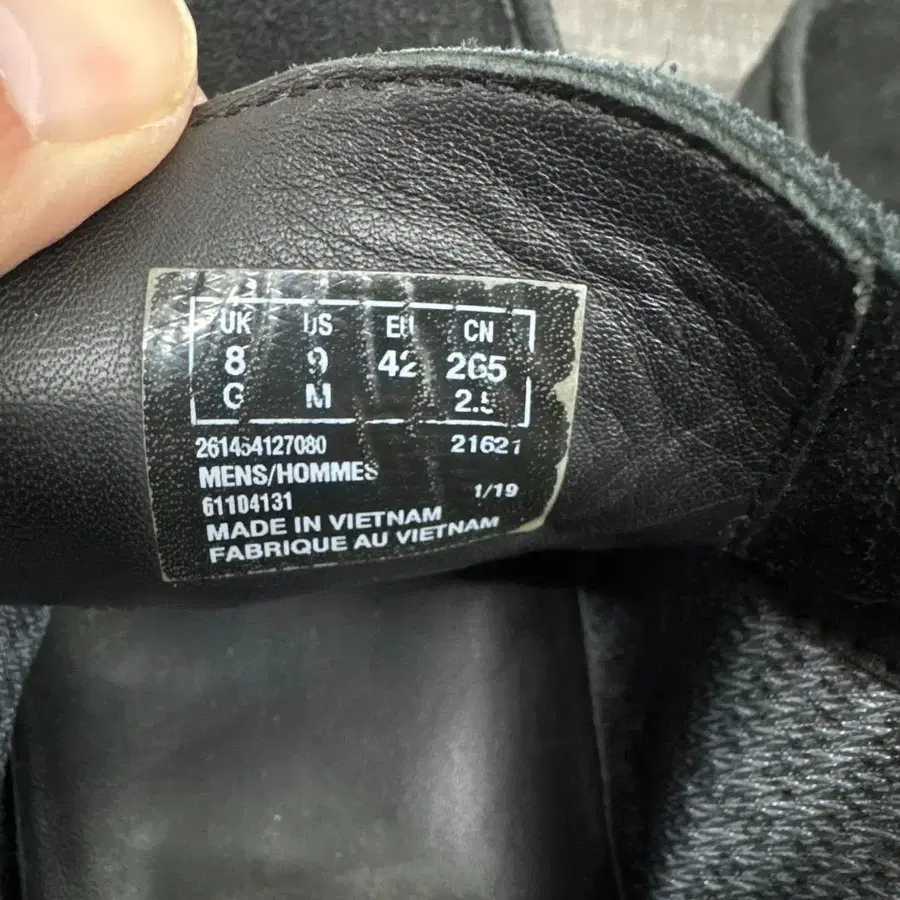 UK US EU CN
8 9 42 265
G M 2.5
261454127080 21621
MENS/HOMMES
61104131 1/19
MADE IN VIETNAM
FABRIQUE AU VIETNAM